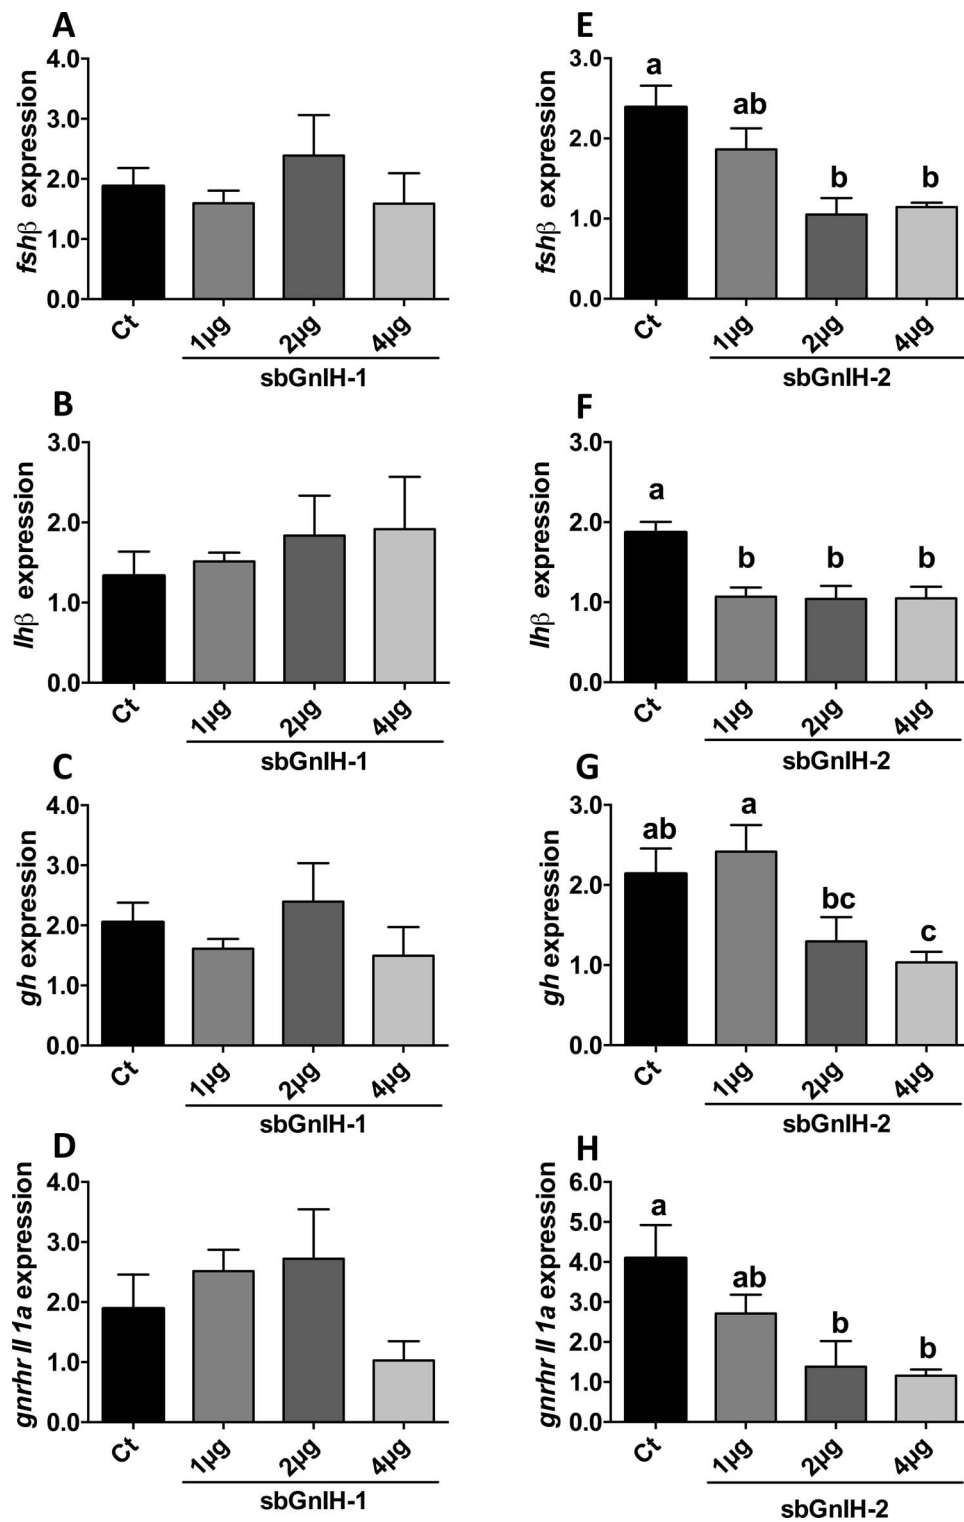 A
fshβ expression
4.0
3.0
2.0
1.0
0.0
Ct
1µg
2µg
4µg
sbGnIH-1
E
fshβ expression
3.0
2.0
1.0
0.0
a
ab
b
b
Ct
1µg
2µg
4µg
sbGnIH-2
B
lhβ expression
3.0
2.0
1.0
0.0
Ct
1µg
2µg
4µg
sbGnIH-1
F
lhβ expression
3.0
2.0
1.0
0.0
a
b
b
b
Ct
1µg
2µg
4µg
sbGnIH-2
C
gh expression
4.0
3.0
2.0
1.0
0.0
Ct
1µg
2µg
4µg
sbGnIH-1
G
gh expression
3.0
2.0
1.0
0.0
ab
a
bc
c
Ct
1µg
2µg
4µg
sbGnIH-2
D
gnrhr II 1a expression
4.0
3.0
2.0
1.0
0.0
Ct
1µg
2µg
4µg
sbGnIH-1
H
gnrhr II 1a expression
6.0
5.0
4.0
3.0
2.0
1.0
0.0
a
ab
b
b
Ct
1µg
2µg
4µg
sbGnIH-2